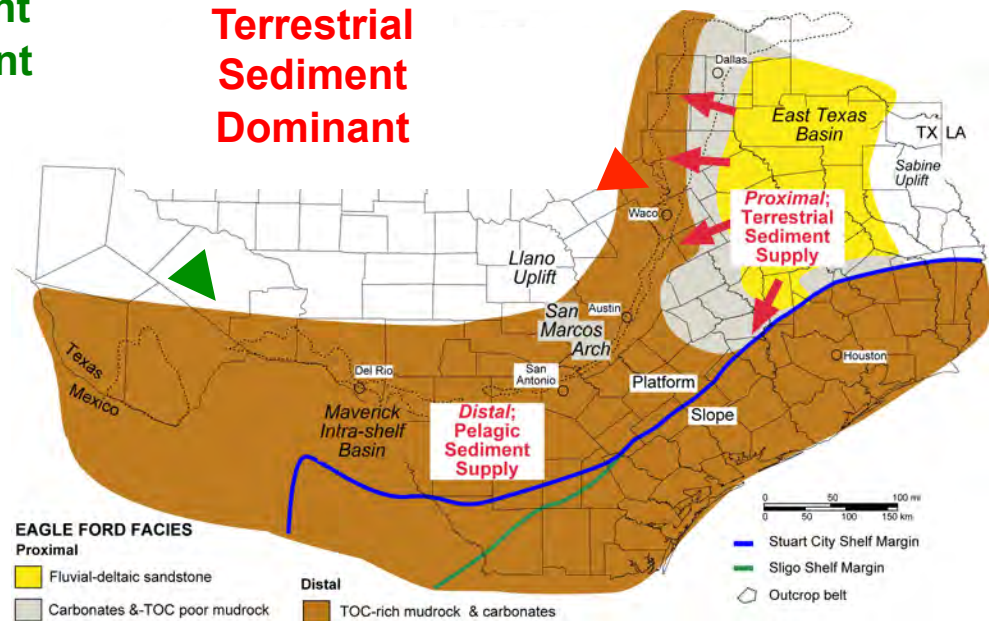 nt
nt
Terrestrial
Sediment
Dominant
Dallas
East Texas
Basin
TX LA
Sabine
Uplift
Proximal;
Terrestrial
Sediment
Supply
Waco
Llano
Uplift
San
Marcos
Arch
Austin
Houston
Texas
Mexico
Del Rio
San
Antonio
Platform
Slope
Maverick
Intra-shelf
Basin
Distal;
Pelagic
Sediment
Supply
0 50 100 mi
0 50 100 150 km
EAGLE FORD FACIES
Proximal
Fluvial-deltaic sandstone
Carbonates &-TOC poor mudrock
Distal
TOC-rich mudrock & carbonates
Stuart City Shelf Margin
Sligo Shelf Margin
Outcrop belt